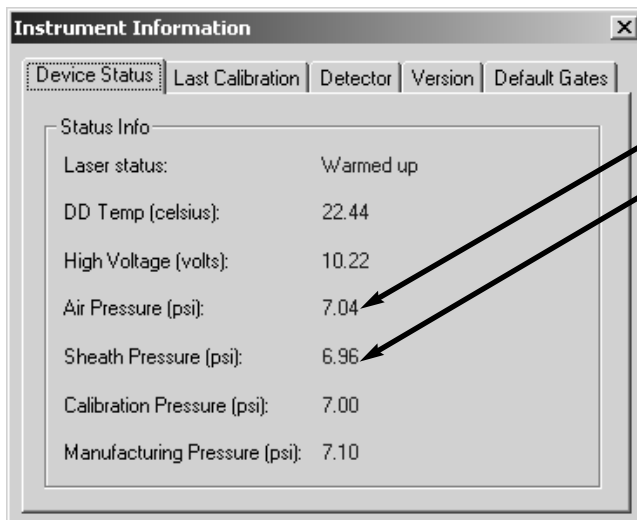 Instrument Information
Device Status Last Calibration Detector Version Default Gates
Status Info
Laser status: Warmed up
DD Temp (celsius): 22.44
High Voltage (volts): 10.22
Air Pressure (psi): 7.04
Sheath Pressure (psi): 6.96
Calibration Pressure (psi): 7.00
Manufacturing Pressure (psi): 7.10